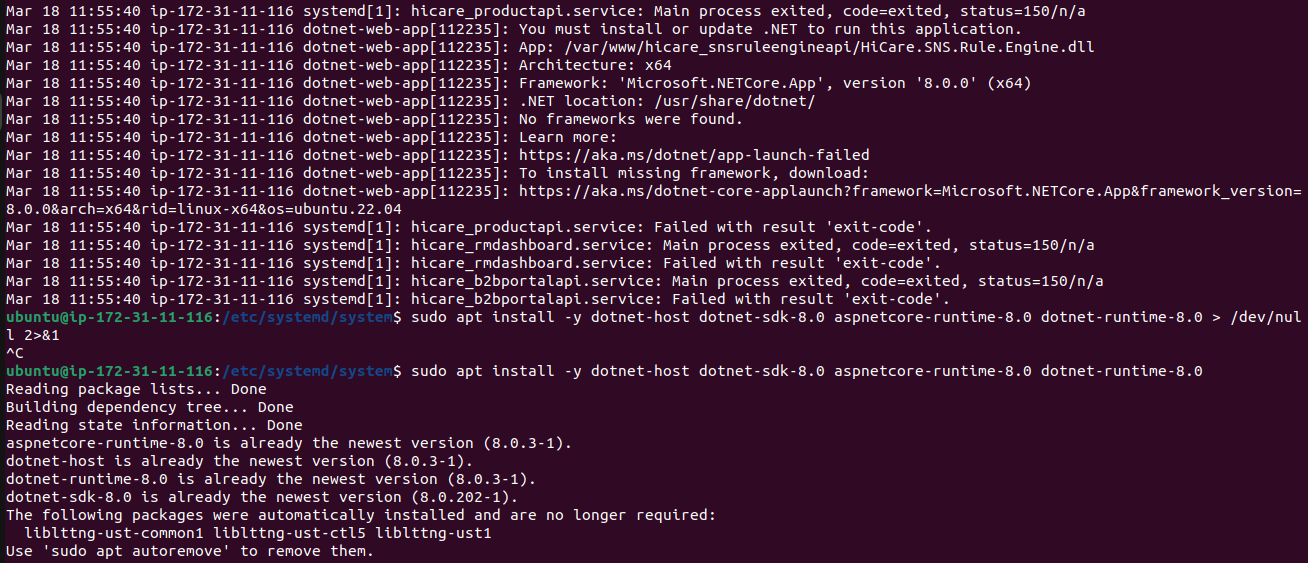 Mar 18 11:55:40 ip-172-31-11-116 systemd[1]: hicare_productapi.service: Main process exited, code=exited, status=150/n/a
Mar 18 11:55:40 ip-172-31-11-116 dotnet-web-app[112235]: You must install or update .NET to run this application.
Mar 18 11:55:40 ip-172-31-11-116 dotnet-web-app[112235]: App: /var/www/hicare_snsruleengineapi/HiCare.SNS.Rule.Engine.dll
Mar 18 11:55:40 ip-172-31-11-116 dotnet-web-app[112235]: Architecture: x64
Mar 18 11:55:40 ip-172-31-11-116 dotnet-web-app[112235]: Framework: 'Microsoft.NETCore.App', version '8.0.0' (x64)
Mar 18 11:55:40 ip-172-31-11-116 dotnet-web-app[112235]: .NET location: /usr/share/dotnet/
Mar 18 11:55:40 ip-172-31-11-116 dotnet-web-app[112235]: No frameworks were found.
Mar 18 11:55:40 ip-172-31-11-116 dotnet-web-app[112235]: Learn more:
Mar 18 11:55:40 ip-172-31-11-116 dotnet-web-app[112235]: https://aka.ms/dotnet/app-launch-failed
Mar 18 11:55:40 ip-172-31-11-116 dotnet-web-app[112235]: To install missing framework, download:
Mar 18 11:55:40 ip-172-31-11-116 dotnet-web-app[112235]: https://aka.ms/dotnet-core-applaunch?framework=Microsoft.NETCore.App&framework_version=
8.0.0&arch=x64&rid=linux-x64&os=ubuntu.22.04
Mar 18 11:55:40 ip-172-31-11-116 systemd[1]: hicare_productapi.service: Failed with result 'exit-code'.
Mar 18 11:55:40 ip-172-31-11-116 systemd[1]: hicare_rmdashboard.service: Main process exited, code=exited, status=150/n/a
Mar 18 11:55:40 ip-172-31-11-116 systemd[1]: hicare_rmdashboard.service: Failed with result 'exit-code'.
Mar 18 11:55:40 ip-172-31-11-116 systemd[1]: hicare_b2bportalapi.service: Main process exited, code=exited, status=150/n/a
Mar 18 11:55:40 ip-172-31-11-116 systemd[1]: hicare_b2bportalapi.service: Failed with result 'exit-code'.
ubuntu@ip-172-31-11-116:/etc/systemd/system$ sudo apt install -y dotnet-host dotnet-sdk-8.0 aspnetcore-runtime-8.0 dotnet-runtime-8.0 > /dev/nul
l 2>&1
^C
ubuntu@ip-172-31-11-116:/etc/systemd/system$ sudo apt install -y dotnet-host dotnet-sdk-8.0 aspnetcore-runtime-8.0 dotnet-runtime-8.0
Reading package lists... Done
Building dependency tree... Done
Reading state information... Done
aspnetcore-runtime-8.0 is already the newest version (8.0.3-1).
dotnet-host is already the newest version (8.0.3-1).
dotnet-runtime-8.0 is already the newest version (8.0.3-1).
dotnet-sdk-8.0 is already the newest version (8.0.202-1).
The following packages were automatically installed and are no longer required:
  liblttng-ust-common1 liblttng-ust-ctl5 liblttng-ust1
Use 'sudo apt autoremove' to remove them.